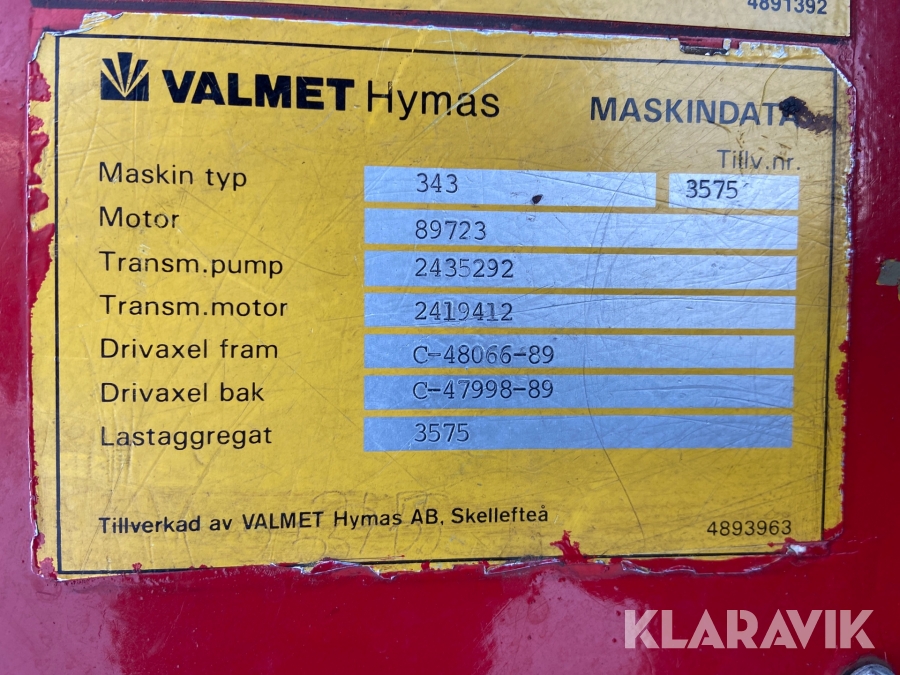 4891392
VALMET Hymas
MASKINDATA
Tillv.nr.
Maskin typ 343 3575
Motor 89723
Transm.pump 2435292
Transm.motor 2419412
Drivaxel fram C-48066-89
Drivaxel bak C-47998-89
Lastaggregat 3575
Tillverkad av VALMET Hymas AB, Skellefteå 4893963
KLARAVIK